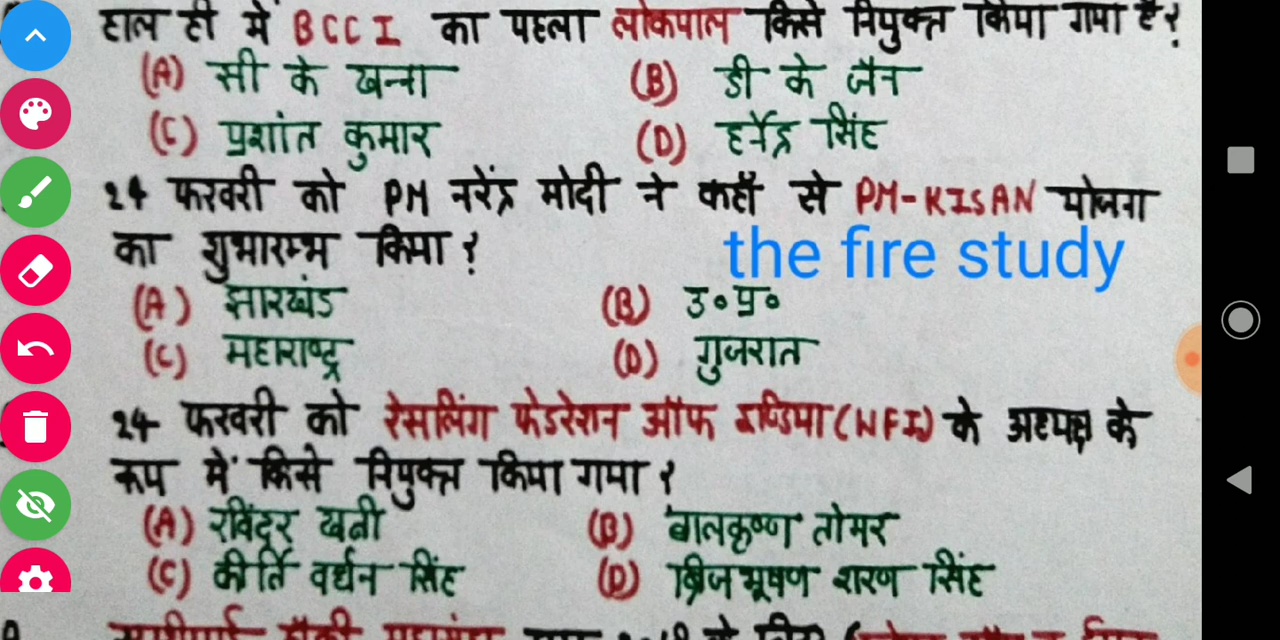 हाल ही में BCCI का पहला लोकपाल किसे नियुक्त किया गया है?
(A) सी के खन्ना (B) डी के जैन
(C) प्रशांत कुमार (D) हर्नेद्र सिंह
24 फरवरी को PM नरेंद्र मोदी ने कहाँ से PM-KISAN योजना
का शुभारम्भ किया?
the fire study
(A) झारखंड (B) उ॰प्र॰
(C) महाराष्ट्र (D) गुजरात
24 फरवरी को रेसलिंग फेडरेशन ऑफ इण्डिया (WFI) के अध्यक्ष के
रूप में किसे नियुक्त किया गया?
(A) रविंदर खत्री (B) बालकृष्ण तोमर
(C) कीर्ति वर्धन सिंह (D) ब्रिजभूषण शरण सिंह